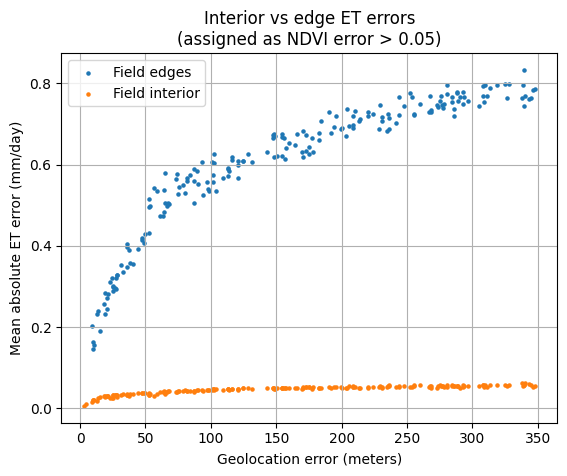 Interior vs edge ET errors
(assigned as NDVI error > 0.05)
Field edges
Field interior
Mean absolute ET error (mm/day)
0.8
0.6
0.4
0.2
0.0
0 50 100 150 200 250 300 350
Geolocation error (meters)